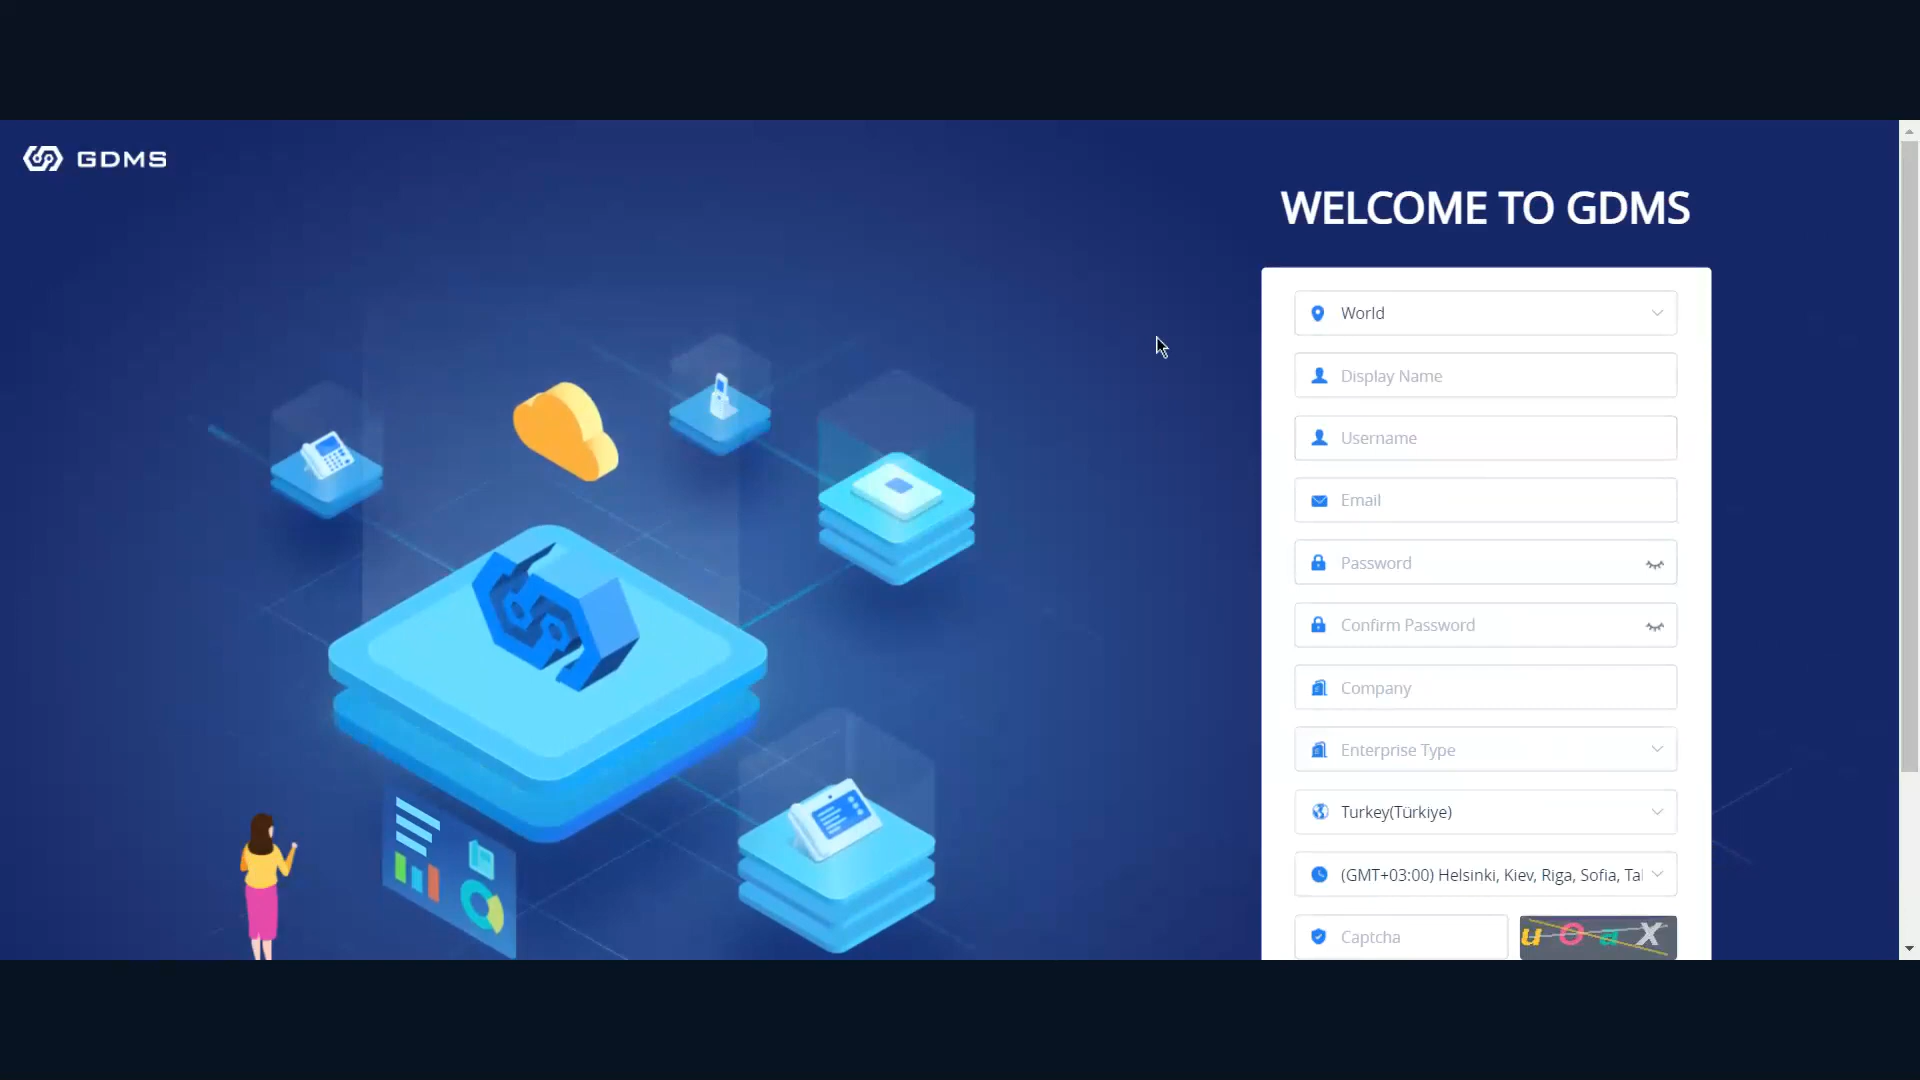 GDMS
WELCOME TO GDMS
World
Display Name
Username
Email
Password
Confirm Password
Company
Enterprise Type
Turkey(Türkiye)
(GMT+03:00) Helsinki, Kiev, Riga, Sofia, Tal
Captcha
u O a X